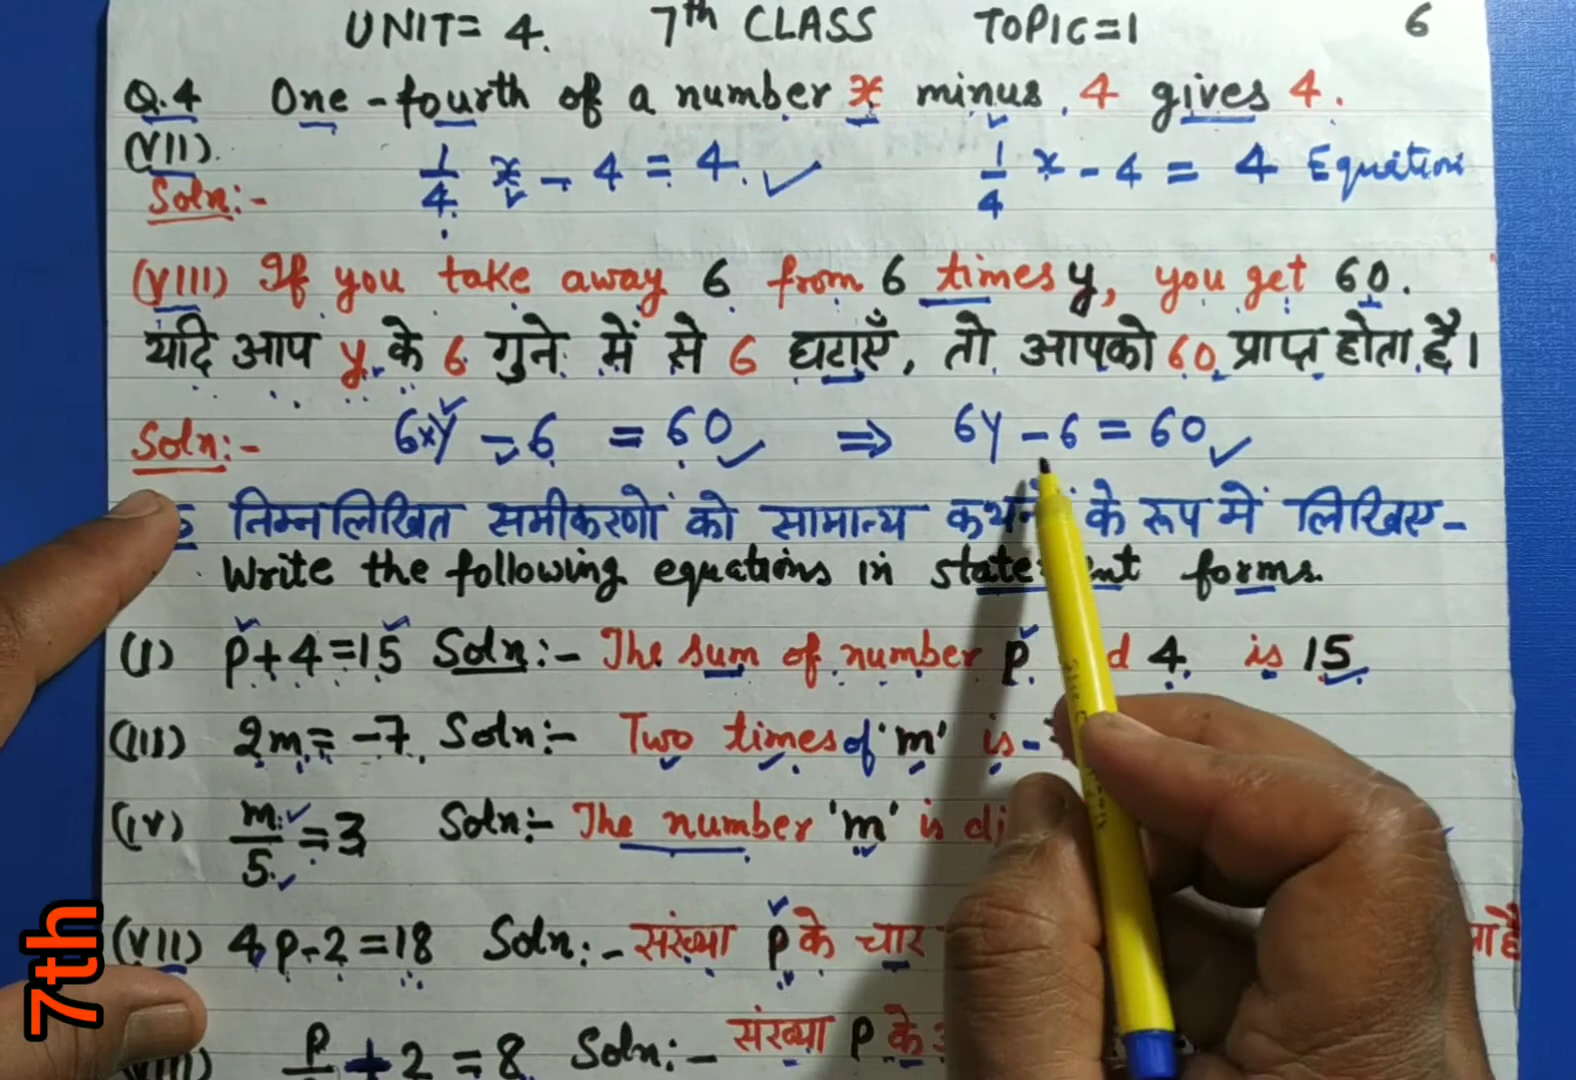 UNIT= 4. 7th CLASS TOPIC=1 6
Q.4 One-fourth of a number x minus 4 gives 4.
(VII).
Soln:- 1/4 x - 4 = 4. ✓ 1/4 x - 4 = 4 Equation
(VIII) If you take away 6 from 6 times y, you get 60.
यदि आप y के 6 गुने में से 6 घटाएँ, तो आपको 60 प्राप्त होता है।
Soln:- 6×y - 6 = 60 ✓ ⇒ 6y - 6 = 60 ✓
निम्नलिखित समीकरणों को सामान्य के रूप में लिखिए-
Write the following equations in forms.
(I) p+4=15 Soln:- The sum of number p 4 is 15
(III) 2m = -7 Soln:- Two times of 'm' is -
(IV) m/5 = 3 Soln:- The number 'm' is
(VII) 4p-2=18 Soln:- संख्या p के चार
+ 2 = 8 Soln:- संख्या p के
7th